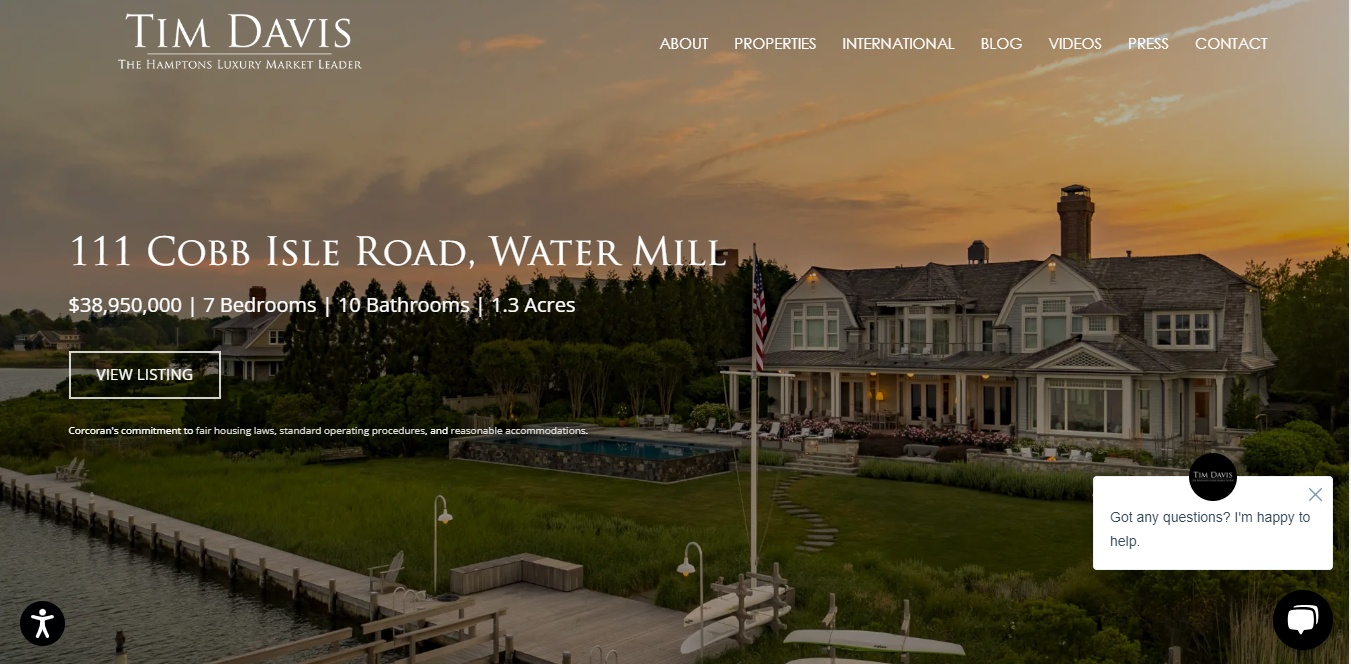 TIM DAVIS
THE HAMPTONS LUXURY MARKET LEADER
ABOUT PROPERTIES INTERNATIONAL BLOG VIDEOS PRESS CONTACT
111 COBB ISLE ROAD, WATER MILL
$38,950,000 | 7 Bedrooms | 10 Bathrooms | 1.3 Acres
VIEW LISTING
Corcoran's commitment to fair housing laws, standard operating procedures, and reasonable accommodations.
TIM DAVIS
Got any questions? I'm happy to
help.